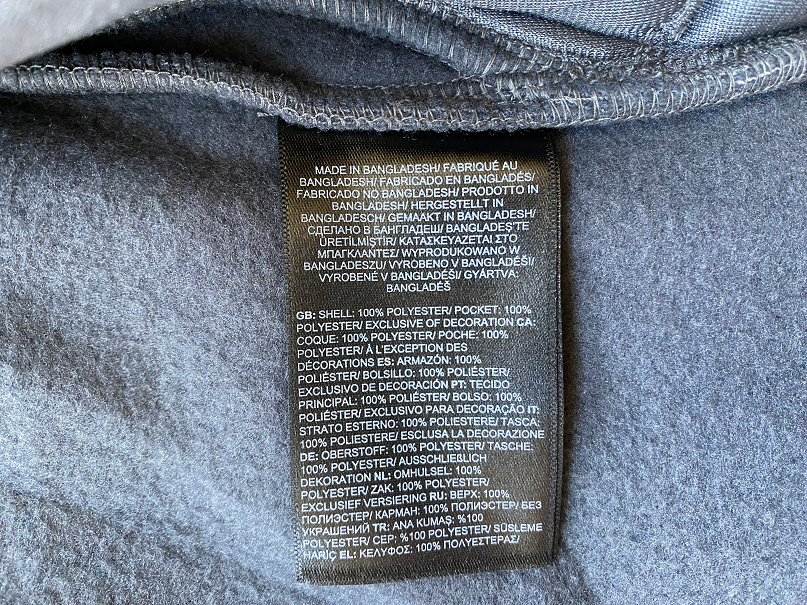 MADE IN BANGLADESH/ FABRIQUÉ AU
BANGLADESH/ FABRICADO EN BANGLADÉS/
FABRICADO NO BANGLADESH/ PRODOTTO IN
BANGLADESH/ HERGESTELLT IN
BANGLADESCH/ GEMAAKT IN BANGLADESH/
СДЕЛАНО В БАНГЛАДЕШ/ BANGLADEŞ'TE
ÜRETİLMİŞTİR/ ΚΑΤΑΣΚΕΥΑΖΕΤΑΙ ΣΤΟ
ΜΠΑΓΚΛΑΝΤΕΣ/ WYPRODUKOWANO W
BANGLADESZU/ VYROBENO V BANGLADÉŠI/
VYROBENÉ V BANGLADÉŠI/ GYÁRTVA:
BANGLADÉŠ
GB: SHELL: 100% POLYESTER/ POCKET: 100%
POLYESTER/ EXCLUSIVE OF DECORATION CA:
COQUE: 100% POLYESTER/ POCHE: 100%
POLYESTER/ À L'EXCEPTION DES
DÉCORATIONS ES: ARMAZÓN: 100%
POLIÉSTER/ BOLSILLO: 100% POLIÉSTER/
EXCLUSIVO DE DECORACIÓN PT: TECIDO
PRINCIPAL: 100% POLIÉSTER/ BOLSO: 100%
POLIÉSTER/ EXCLUSIVO PARA DECORAÇÃO IT:
STRATO ESTERNO: 100% POLIESTERE/ TASCA:
100% POLIESTERE/ ESCLUSA LA DECORAZIONE
DE: OBERSTOFF: 100% POLYESTER/ TASCHE:
100% POLYESTER/ AUSSCHLIEßLICH
DEKORATION NL: OMHULSEL: 100%
POLYESTER/ ZAK: 100% POLYESTER/
EXCLUSIEF VERSIERING RU: ВЕРХ: 100%
ПОЛИЭСТЕР/ КАРМАН: 100% ПОЛИЭСТЕР/ БЕЗ
УКРАШЕНИЙ TR: ANA KUMAŞ: %100
POLYESTER/ CEP: %100 POLYESTER/ SÜSLEME
HARİÇ EL: ΚΕΛΥΦΟΣ: 100% ΠΟΛΥΕΣΤΕΡΑΣ/